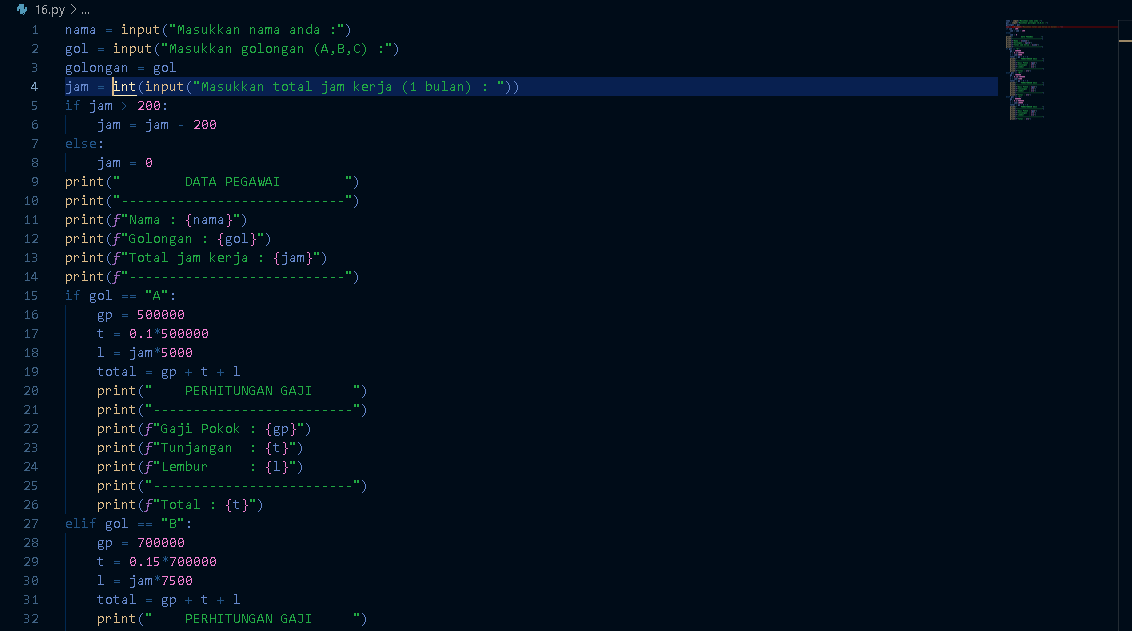 16.py > ...
1 nama = input("Masukkan nama anda :")
2 gol = input("Masukkan golongan (A,B,C) :")
3 golongan = gol
4 jam = int(input("Masukkan total jam kerja (1 bulan) : "))
5 if jam > 200:
6     jam = jam - 200
7 else:
8     jam = 0
9 print("        DATA PEGAWAI        ")
10 print("----------------------------")
11 print(f"Nama : {nama}")
12 print(f"Golongan : {gol}")
13 print(f"Total jam kerja : {jam}")
14 print(f"---------------------------")
15 if gol == "A":
16     gp = 500000
17     t = 0.1*500000
18     l = jam*5000
19     total = gp + t + l
20     print("    PERHITUNGAN GAJI     ")
21     print("-------------------------")
22     print(f"Gaji Pokok : {gp}")
23     print(f"Tunjangan  : {t}")
24     print(f"Lembur     : {l}")
25     print("-------------------------")
26     print(f"Total : {t}")
27 elif gol == "B":
28     gp = 700000
29     t = 0.15*700000
30     l = jam*7500
31     total = gp + t + l
32     print("    PERHITUNGAN GAJI     ")